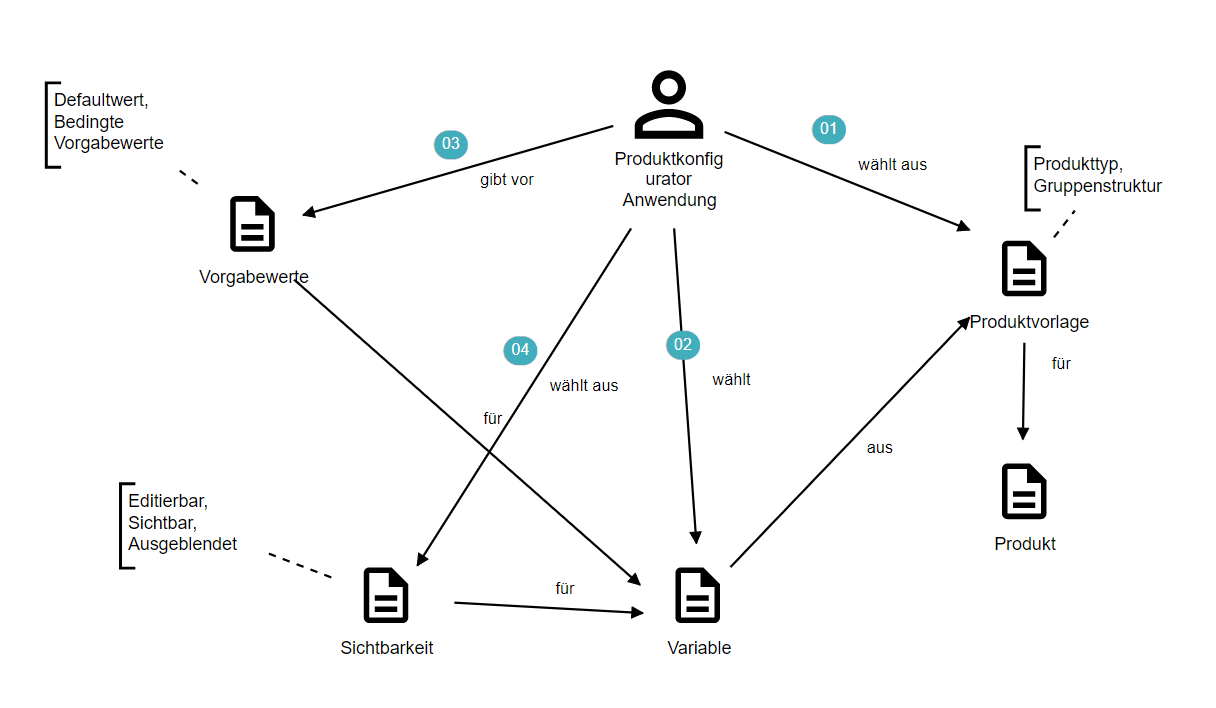 Defaultwert,
Bedingte
Vorgabewerte
03
gibt vor
Produktkonfig
urator
Anwendung
01
wählt aus
Produkttyp,
Gruppenstruktur
Vorgabewerte
Produktvorlage
04
wählt aus
02
wählt
für
für
aus
Editierbar,
Sichtbar,
Ausgeblendet
Produkt
für
Sichtbarkeit
Variable